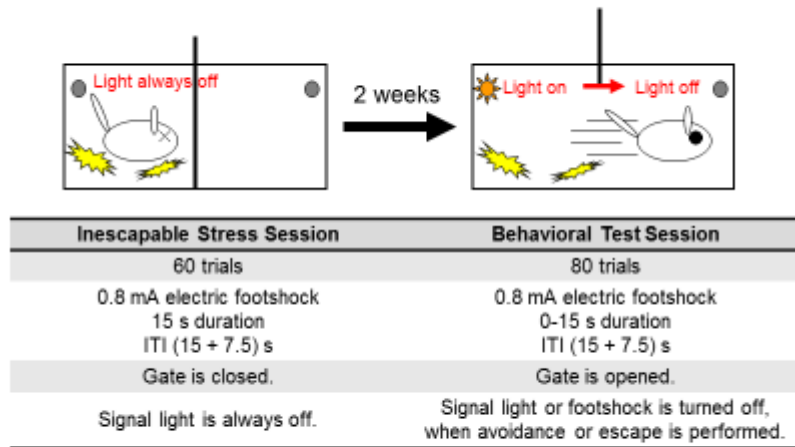 Light always off
2 weeks
Light on
Light off
Inescapable Stress Session
Behavioral Test Session
60 trials
80 trials
0.8 mA electric footshock
15 s duration
ITI (15 + 7.5) s
0.8 mA electric footshock
0-15 s duration
ITI (15 + 7.5) s
Gate is closed.
Gate is opened.
Signal light is always off.
Signal light or footshock is turned off,
when avoidance or escape is performed.